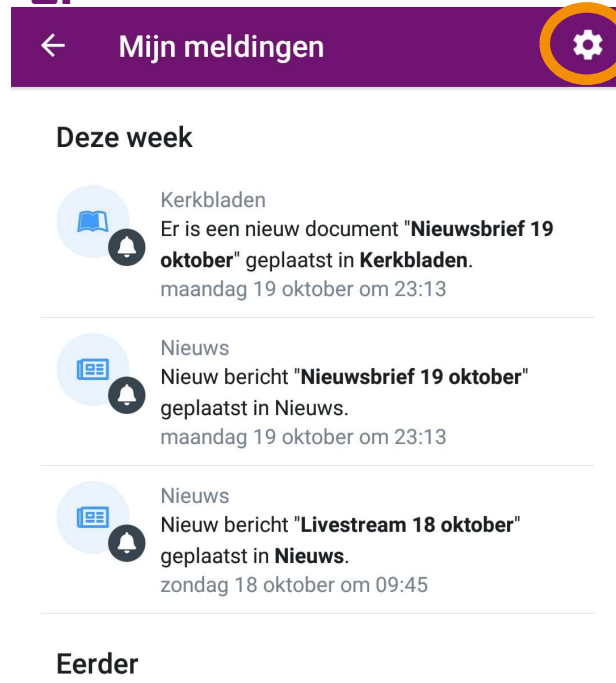 Mijn meldingen
Deze week
Kerkbladen
Er is een nieuw document "Nieuwsbrief 19
oktober" geplaatst in Kerkbladen.
maandag 19 oktober om 23:13
Nieuws
Nieuw bericht "Nieuwsbrief 19 oktober"
geplaatst in Nieuws.
maandag 19 oktober om 23:13
Nieuws
Nieuw bericht "Livestream 18 oktober"
geplaatst in Nieuws.
zondag 18 oktober om 09:45
Eerder